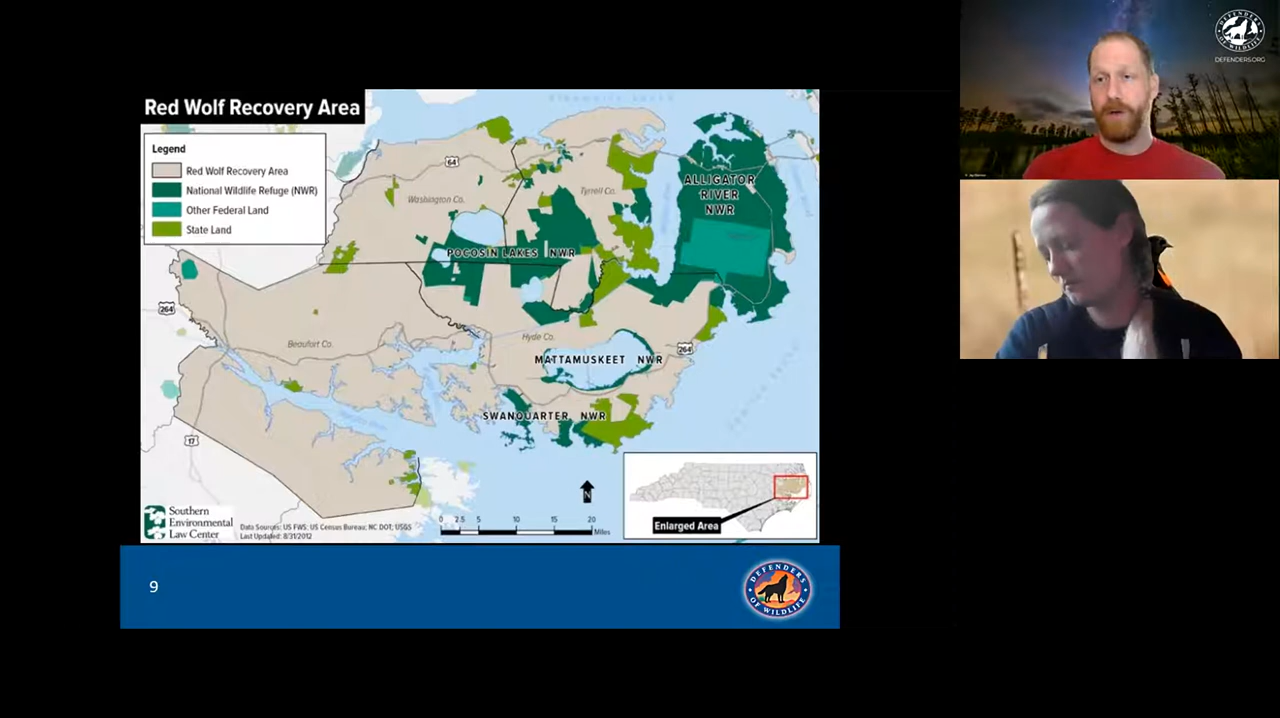 Red Wolf Recovery Area
Legend
Red Wolf Recovery Area
National Wildlife Refuge (NWR)
Other Federal Land
State Land
64
Washington Co.
Tyrrell Co.
ALLIGATOR
RIVER
NWR
POCOSIN LAKES NWR
264
Beaufort Co.
Hyde Co.
264
MATTAMUSKEET NWR
SWANQUARTER NWR
17
N
Southern
Environmental
Law Center
Data Sources: US FWS; US Census Bureau; NC DOT; USGS
Last Updated: 8/31/2012
0 2.5 5 10 15 20
Miles
Enlarged Area
9
DEFENDERS
OF WILDLIFE
DEFENDERS
OF WILDLIFE
DEFENDERS.ORG